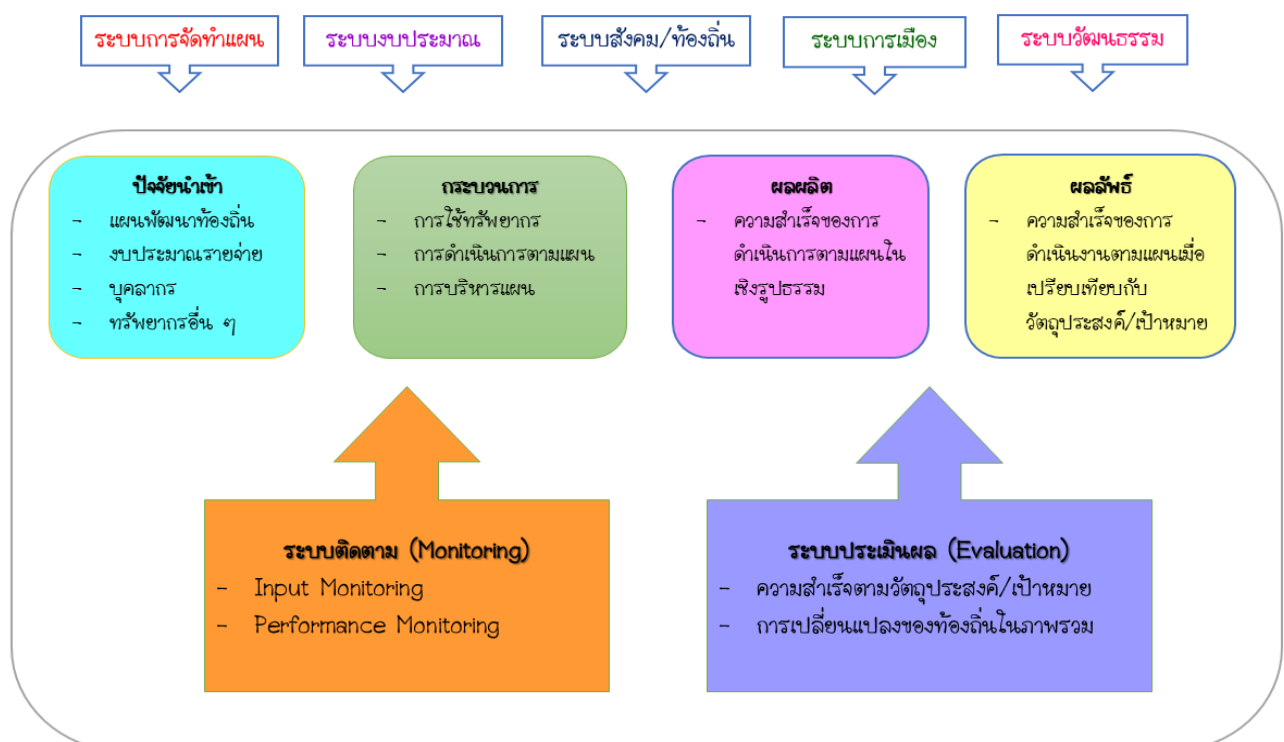 ระบบการจัดทำแผน
ระบบงบประมาณ
ระบบสังคม/ท้องถิ่น
ระบบการเมือง
ระบบวัฒนธรรม
ปัจจัยนำเข้า
- แผนพัฒนาท้องถิ่น
- งบประมาณรายจ่าย
- บุคลากร
- ทรัพยากรอื่น ๆ
กระบวนการ
- การใช้ทรัพยากร
- การดำเนินการตามแผน
- การบริหารแผน
ผลผลิต
- ความสำเร็จของการ
ดำเนินการตามแผนใน
เชิงรูปธรรม
ผลลัพธ์
- ความสำเร็จของการ
ดำเนินงานตามแผนเมื่อ
เปรียบเทียบกับ
วัตถุประสงค์/เป้าหมาย
ระบบติดตาม (Monitoring)
- Input Monitoring
- Performance Monitoring
ระบบประเมินผล (Evaluation)
- ความสำเร็จตามวัตถุประสงค์/เป้าหมาย
- การเปลี่ยนแปลงของท้องถิ่นในภาพรวม